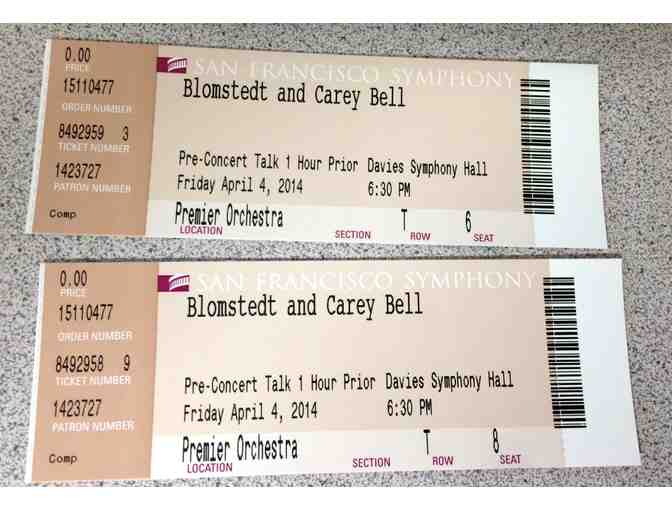 0.00
PRICE
15110477
ORDER NUMBER
8492959 3
TICKET NUMBER
1423727
PATRON NUMBER
Comp
SAN FRANCISCO SYMPHONY
Blomstedt and Carey Bell
Pre-Concert Talk 1 Hour Prior Davies Symphony Hall
Friday April 4, 2014 6:30 PM
Premier Orchestra T 6
LOCATION SECTION ROW SEAT
0.00
PRICE
15110477
ORDER NUMBER
8492958 9
TICKET NUMBER
1423727
PATRON NUMBER
Comp
SAN FRANCISCO SYMPHONY
Blomstedt and Carey Bell
Pre-Concert Talk 1 Hour Prior Davies Symphony Hall
Friday April 4, 2014 6:30 PM
Premier Orchestra T 8
LOCATION SECTION ROW SEAT